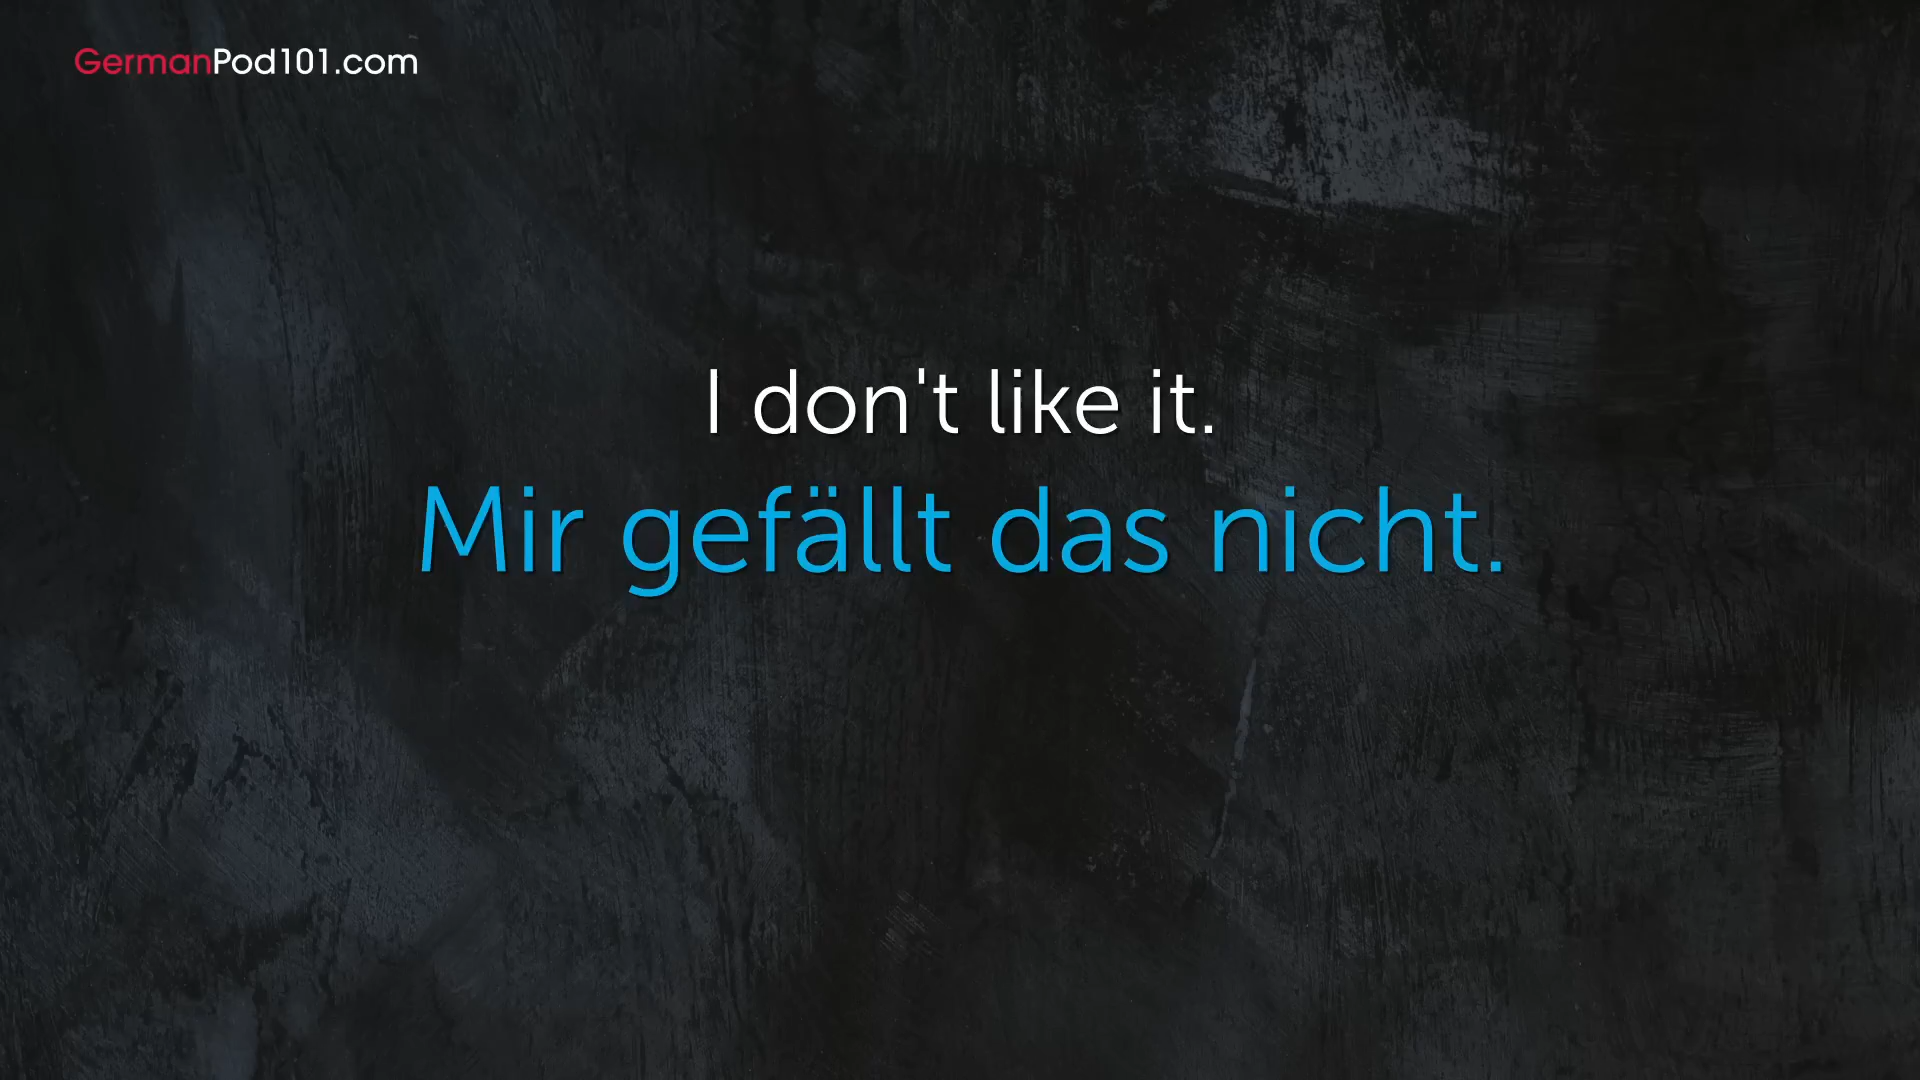 GermanPod101.com
I don't like it.
Mir gefällt das nicht.